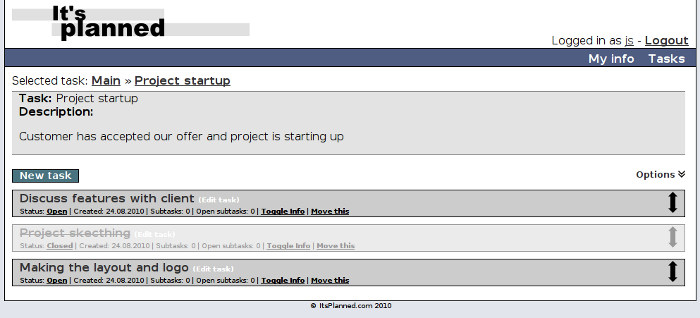 It's
planned
Logged in as js - Logout
My info Tasks
Selected task: Main » Project startup
Task: Project startup
Description:
Customer has accepted our offer and project is starting up
New task
Options
Discuss features with client (Edit task)
Status: Open | Created: 24.08.2010 | Subtasks: 0 | Open subtasks: 0 | Toggle Info | Move this
Project skecthing (Edit task)
Status: Closed | Created: 24.08.2010 | Subtasks: 0 | Open subtasks: 0 | Toggle Info | Move this
Making the layout and logo (Edit task)
Status: Open | Created: 24.08.2010 | Subtasks: 0 | Open subtasks: 0 | Toggle Info | Move this
© ItsPlanned.com 2010